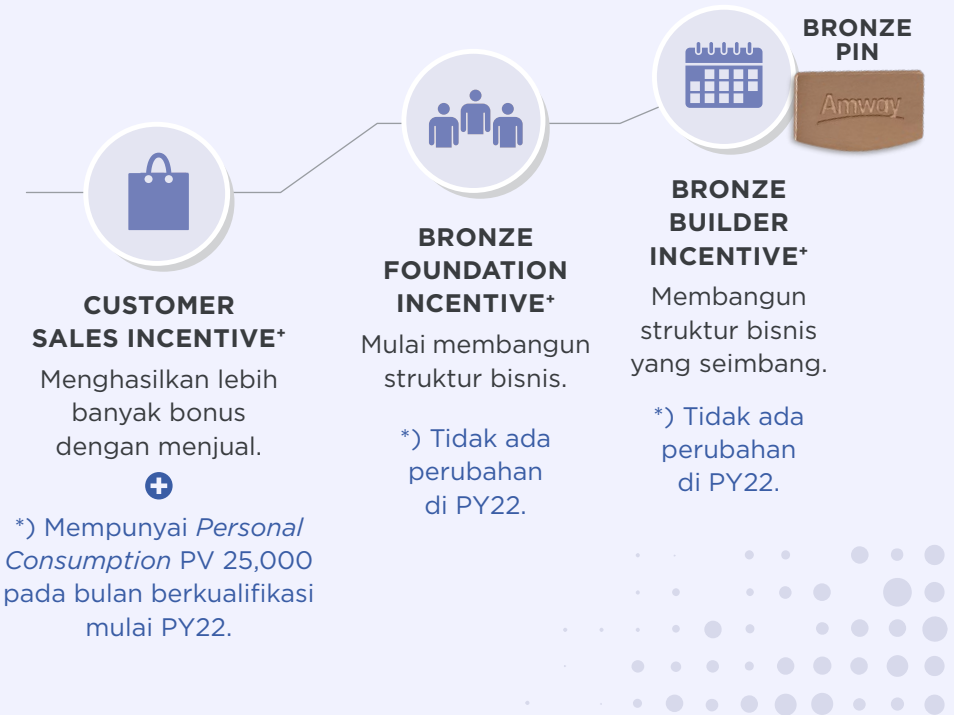 CUSTOMER
SALES INCENTIVE+
Menghasilkan lebih
banyak bonus
dengan menjual.
*) Mempunyai Personal
Consumption PV 25,000
pada bulan berkualifikasi
mulai PY22.
BRONZE
FOUNDATION
INCENTIVE+
Mulai membangun
struktur bisnis.
*) Tidak ada
perubahan
di PY22.
BRONZE
PIN
Amway
BRONZE
BUILDER
INCENTIVE+
Membangun
struktur bisnis
yang seimbang.
*) Tidak ada
perubahan
di PY22.